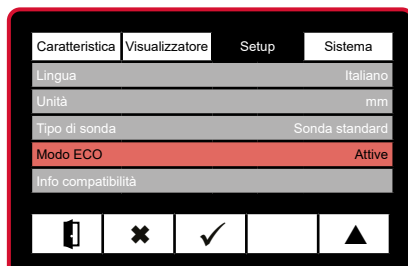 Caratteristica Visualizzatore Setup Sistema
Lingua Italiano
Unità mm
Tipo di sonda Sonda standard
Modo ECO Attive
Info compatibilità